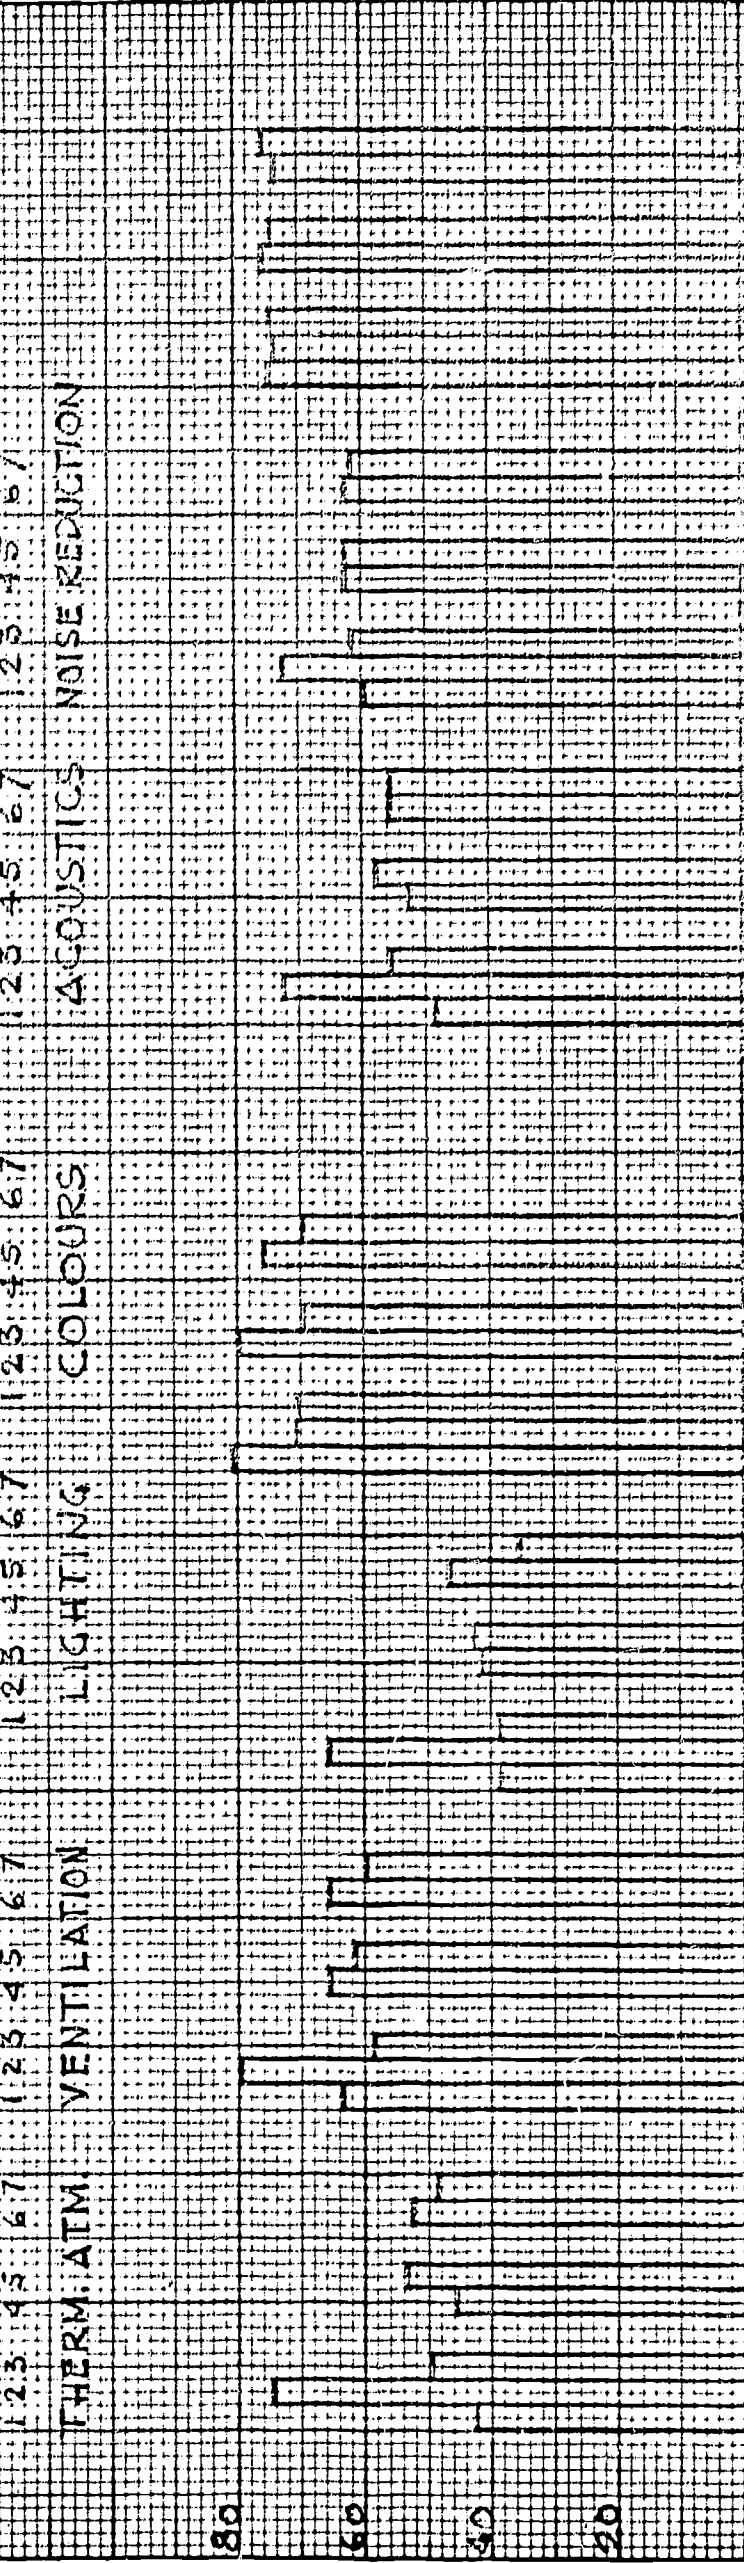 1 2 3 4 5 6 7 1 2 3 4 5 6 7 1 2 3 4 5 6 7 1 2 3 4 5 6 7 1 2 3 4 5 6 7 1 2 3 4 5 6 7
THERM. ATM. VENTILATION LIGHTING COLOURS ACOUSTICS NOISE REDUCTION
80
60
40
20